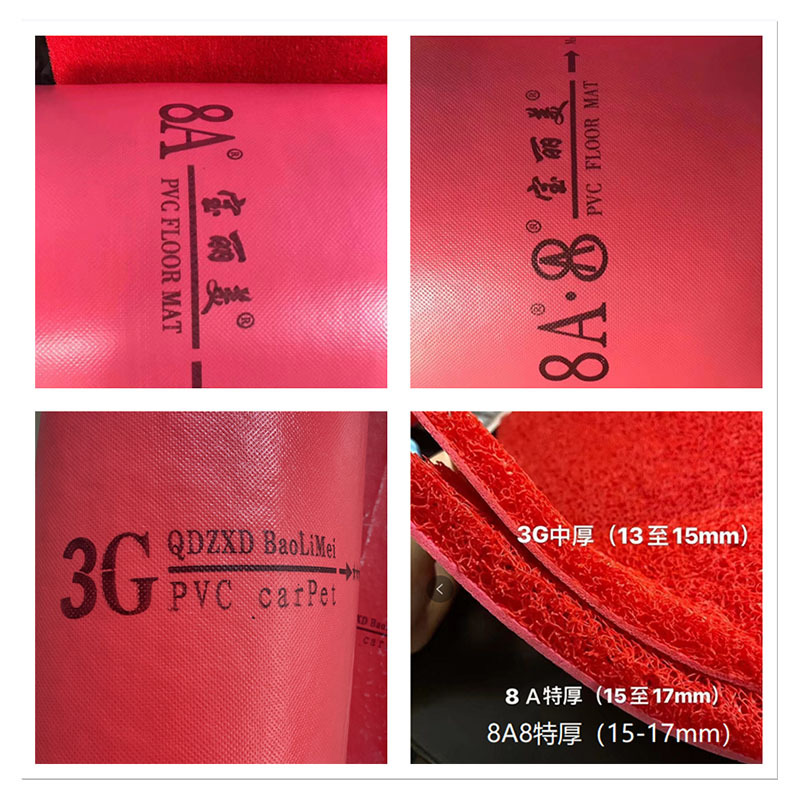 8A®
宝丽美®
PVC FLOOR MAT
8A®·8®
宝丽美®
PVC FLOOR MAT
3G
QDZXD BaoLiMei
PVC carPet
3G中厚（13至15mm）
8 A特厚（15至17mm）
8A8特厚（15-17mm）